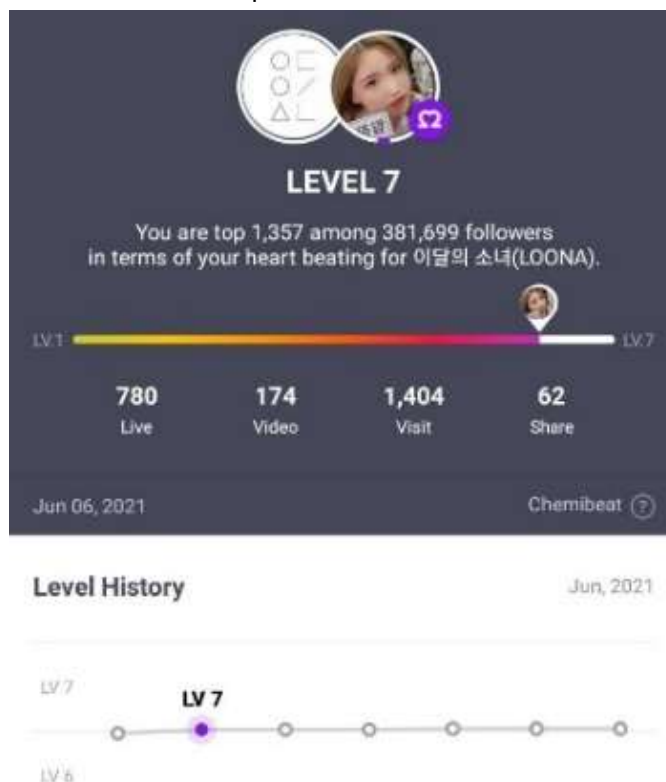 LEVEL 7
You are top 1,357 among 381,699 followers
in terms of your heart beating for 이달의 소녀(LOONA).
LV.1 LV.7
780 174 1,404 62
Live Video Visit Share
Jun 06, 2021 Chemibeat ?
Level History Jun, 2021
LV 7
LV 7
LV 6